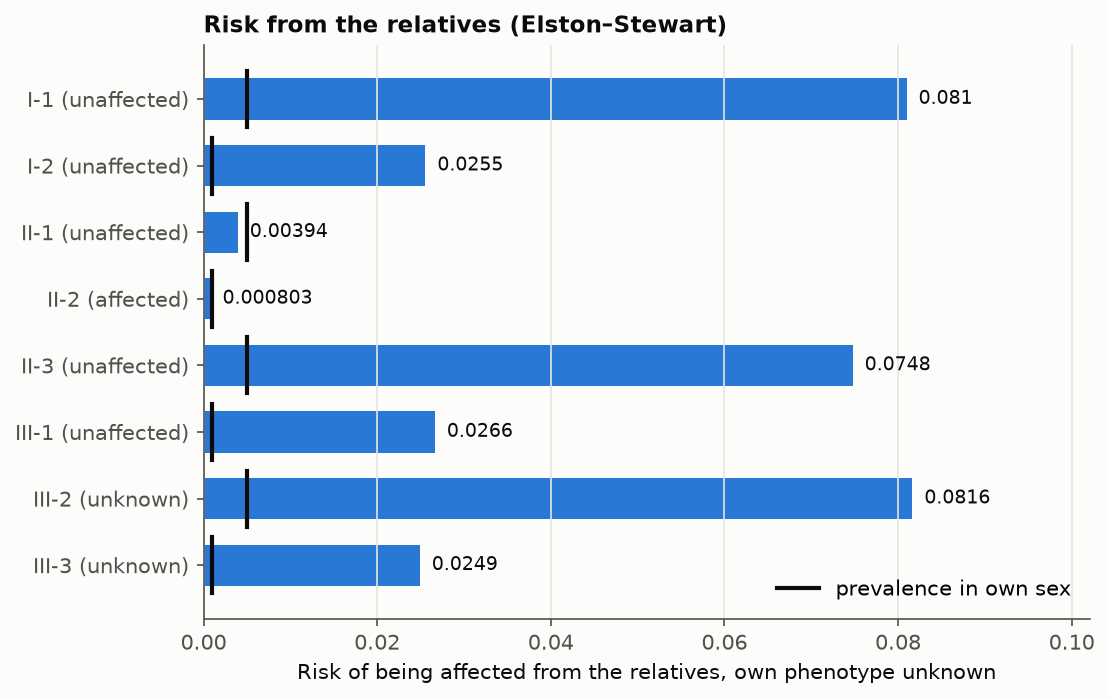 Risk from the relatives (Elston–Stewart)
I-1 (unaffected)
0.081
I-2 (unaffected)
0.0255
II-1 (unaffected)
0.00394
II-2 (affected)
0.000803
II-3 (unaffected)
0.0748
III-1 (unaffected)
0.0266
III-2 (unknown)
0.0816
III-3 (unknown)
0.0249
prevalence in own sex
0.00 0.02 0.04 0.06 0.08 0.10
Risk of being affected from the relatives, own phenotype unknown